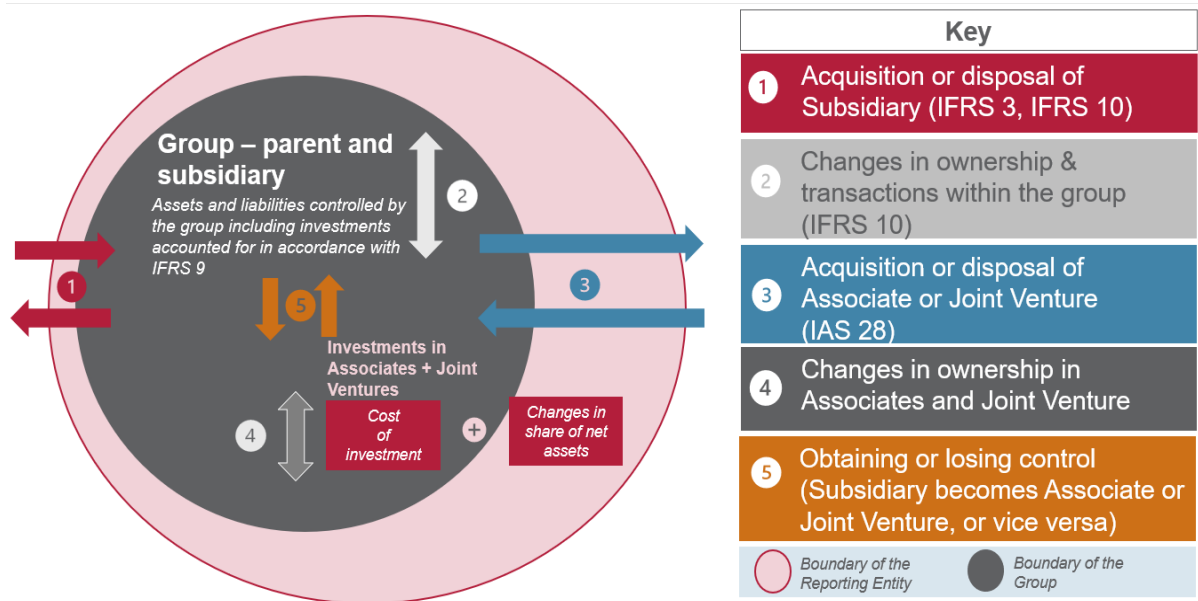 Group – parent and
subsidiary
Assets and liabilities controlled by
the group including investments
accounted for in accordance with
IFRS 9
2
1
3
5
Investments in
Associates + Joint
Ventures
4
Cost
of
investment
+
Changes in
share of net
assets
Key
1
Acquisition or disposal of
Subsidiary (IFRS 3, IFRS 10)
2
Changes in ownership &
transactions within the group
(IFRS 10)
3
Acquisition or disposal of
Associate or Joint Venture
(IAS 28)
4
Changes in ownership in
Associates and Joint Venture
5
Obtaining or losing control
(Subsidiary becomes Associate or
Joint Venture, or vice versa)
Boundary of the
Reporting Entity
Boundary of the
Group